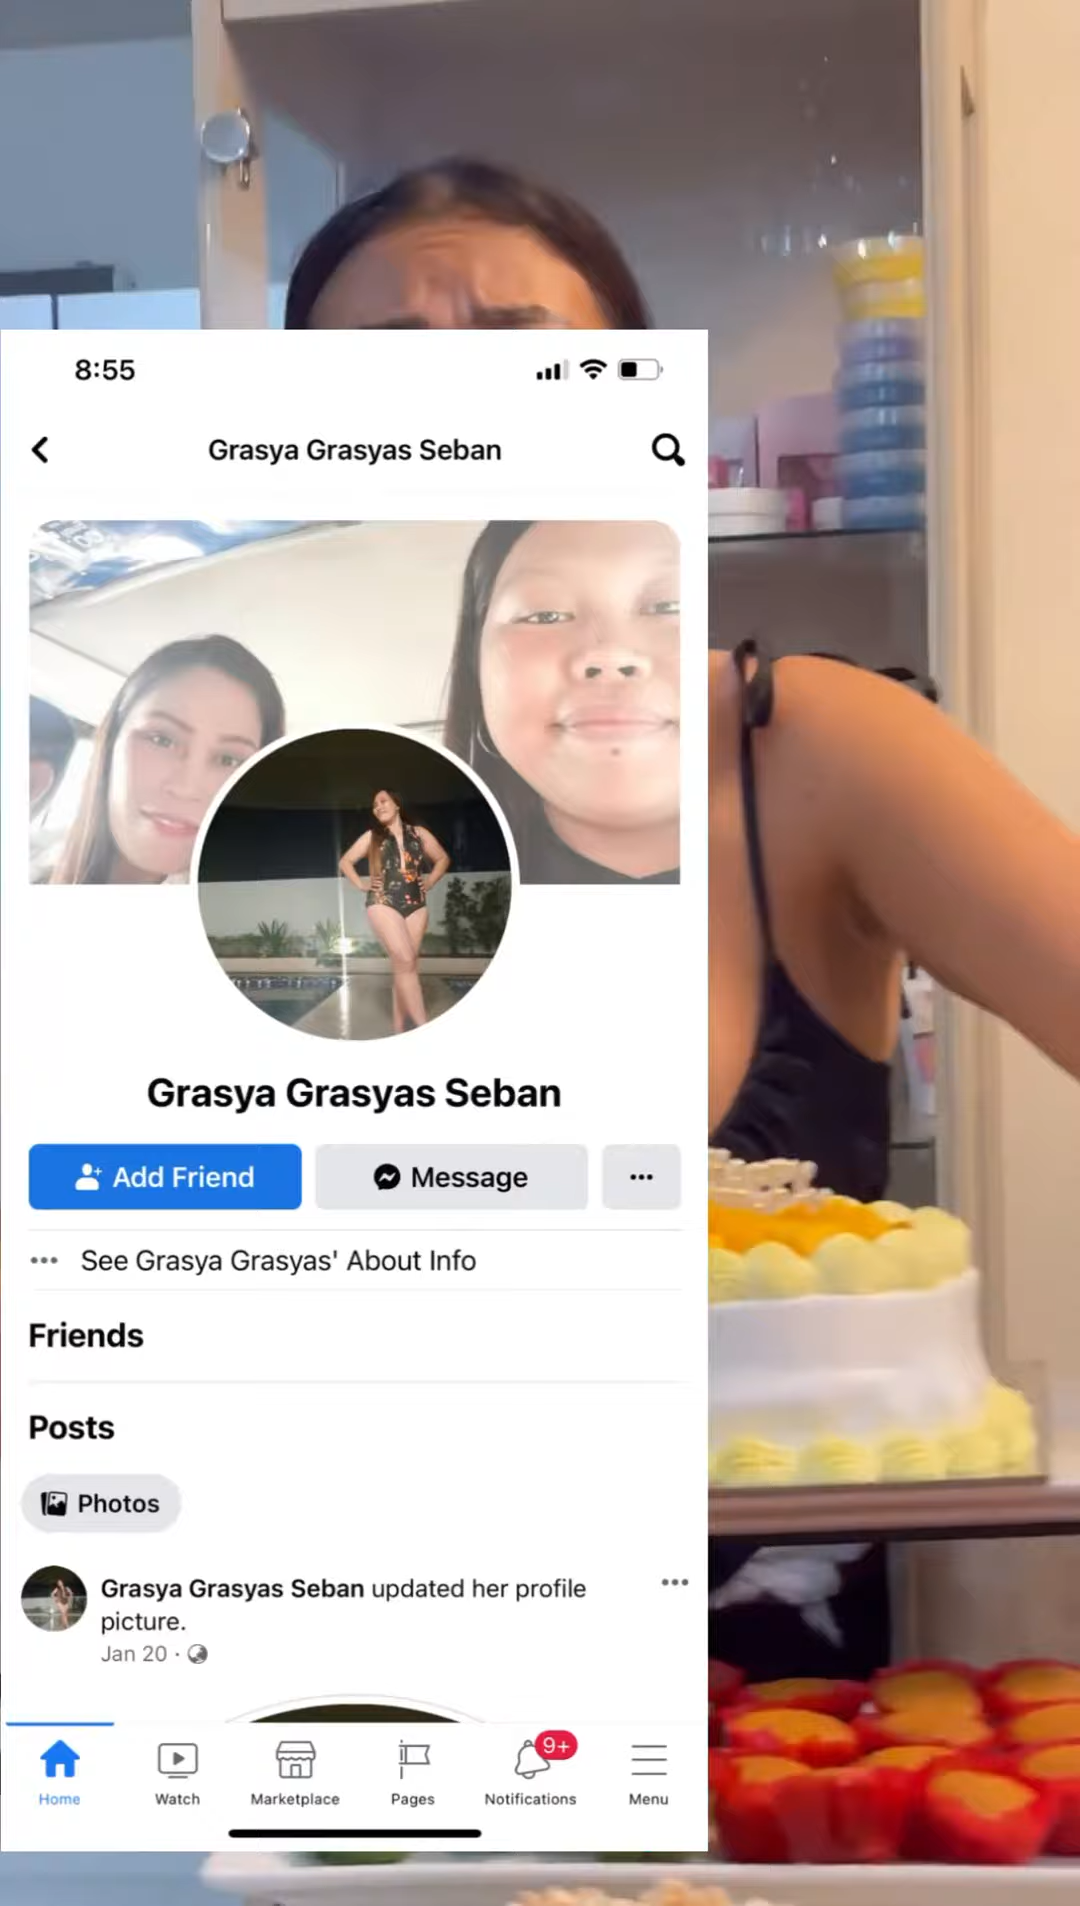 8:55
Grasya Grasyas Seban
Grasya Grasyas Seban
Add Friend
Message
See Grasya Grasyas' About Info
Friends
Posts
Photos
Grasya Grasyas Seban updated her profile
picture.
Jan 20 ·
9+
Home
Watch
Marketplace
Pages
Notifications
Menu